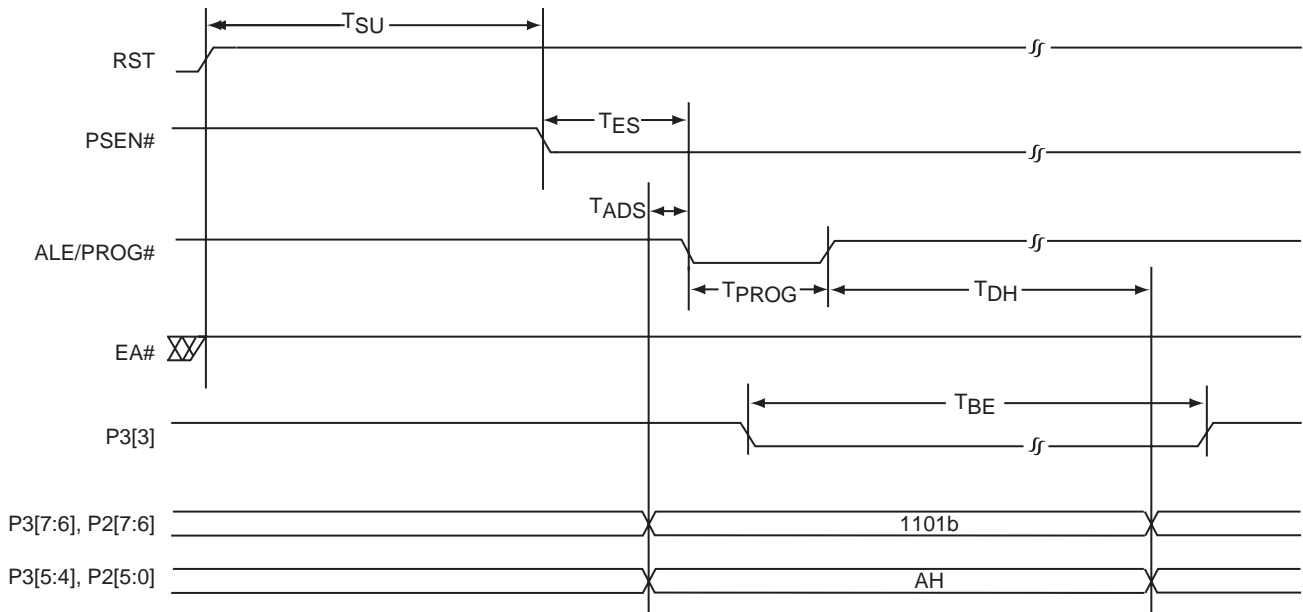 TSU
RST
TES
PSEN#
TADS
ALE/PROG#
TPROG
TDH
EA#
TBE
P3[3]
P3[7:6], P2[7:6]
1101b
P3[5:4], P2[5:0]
AH